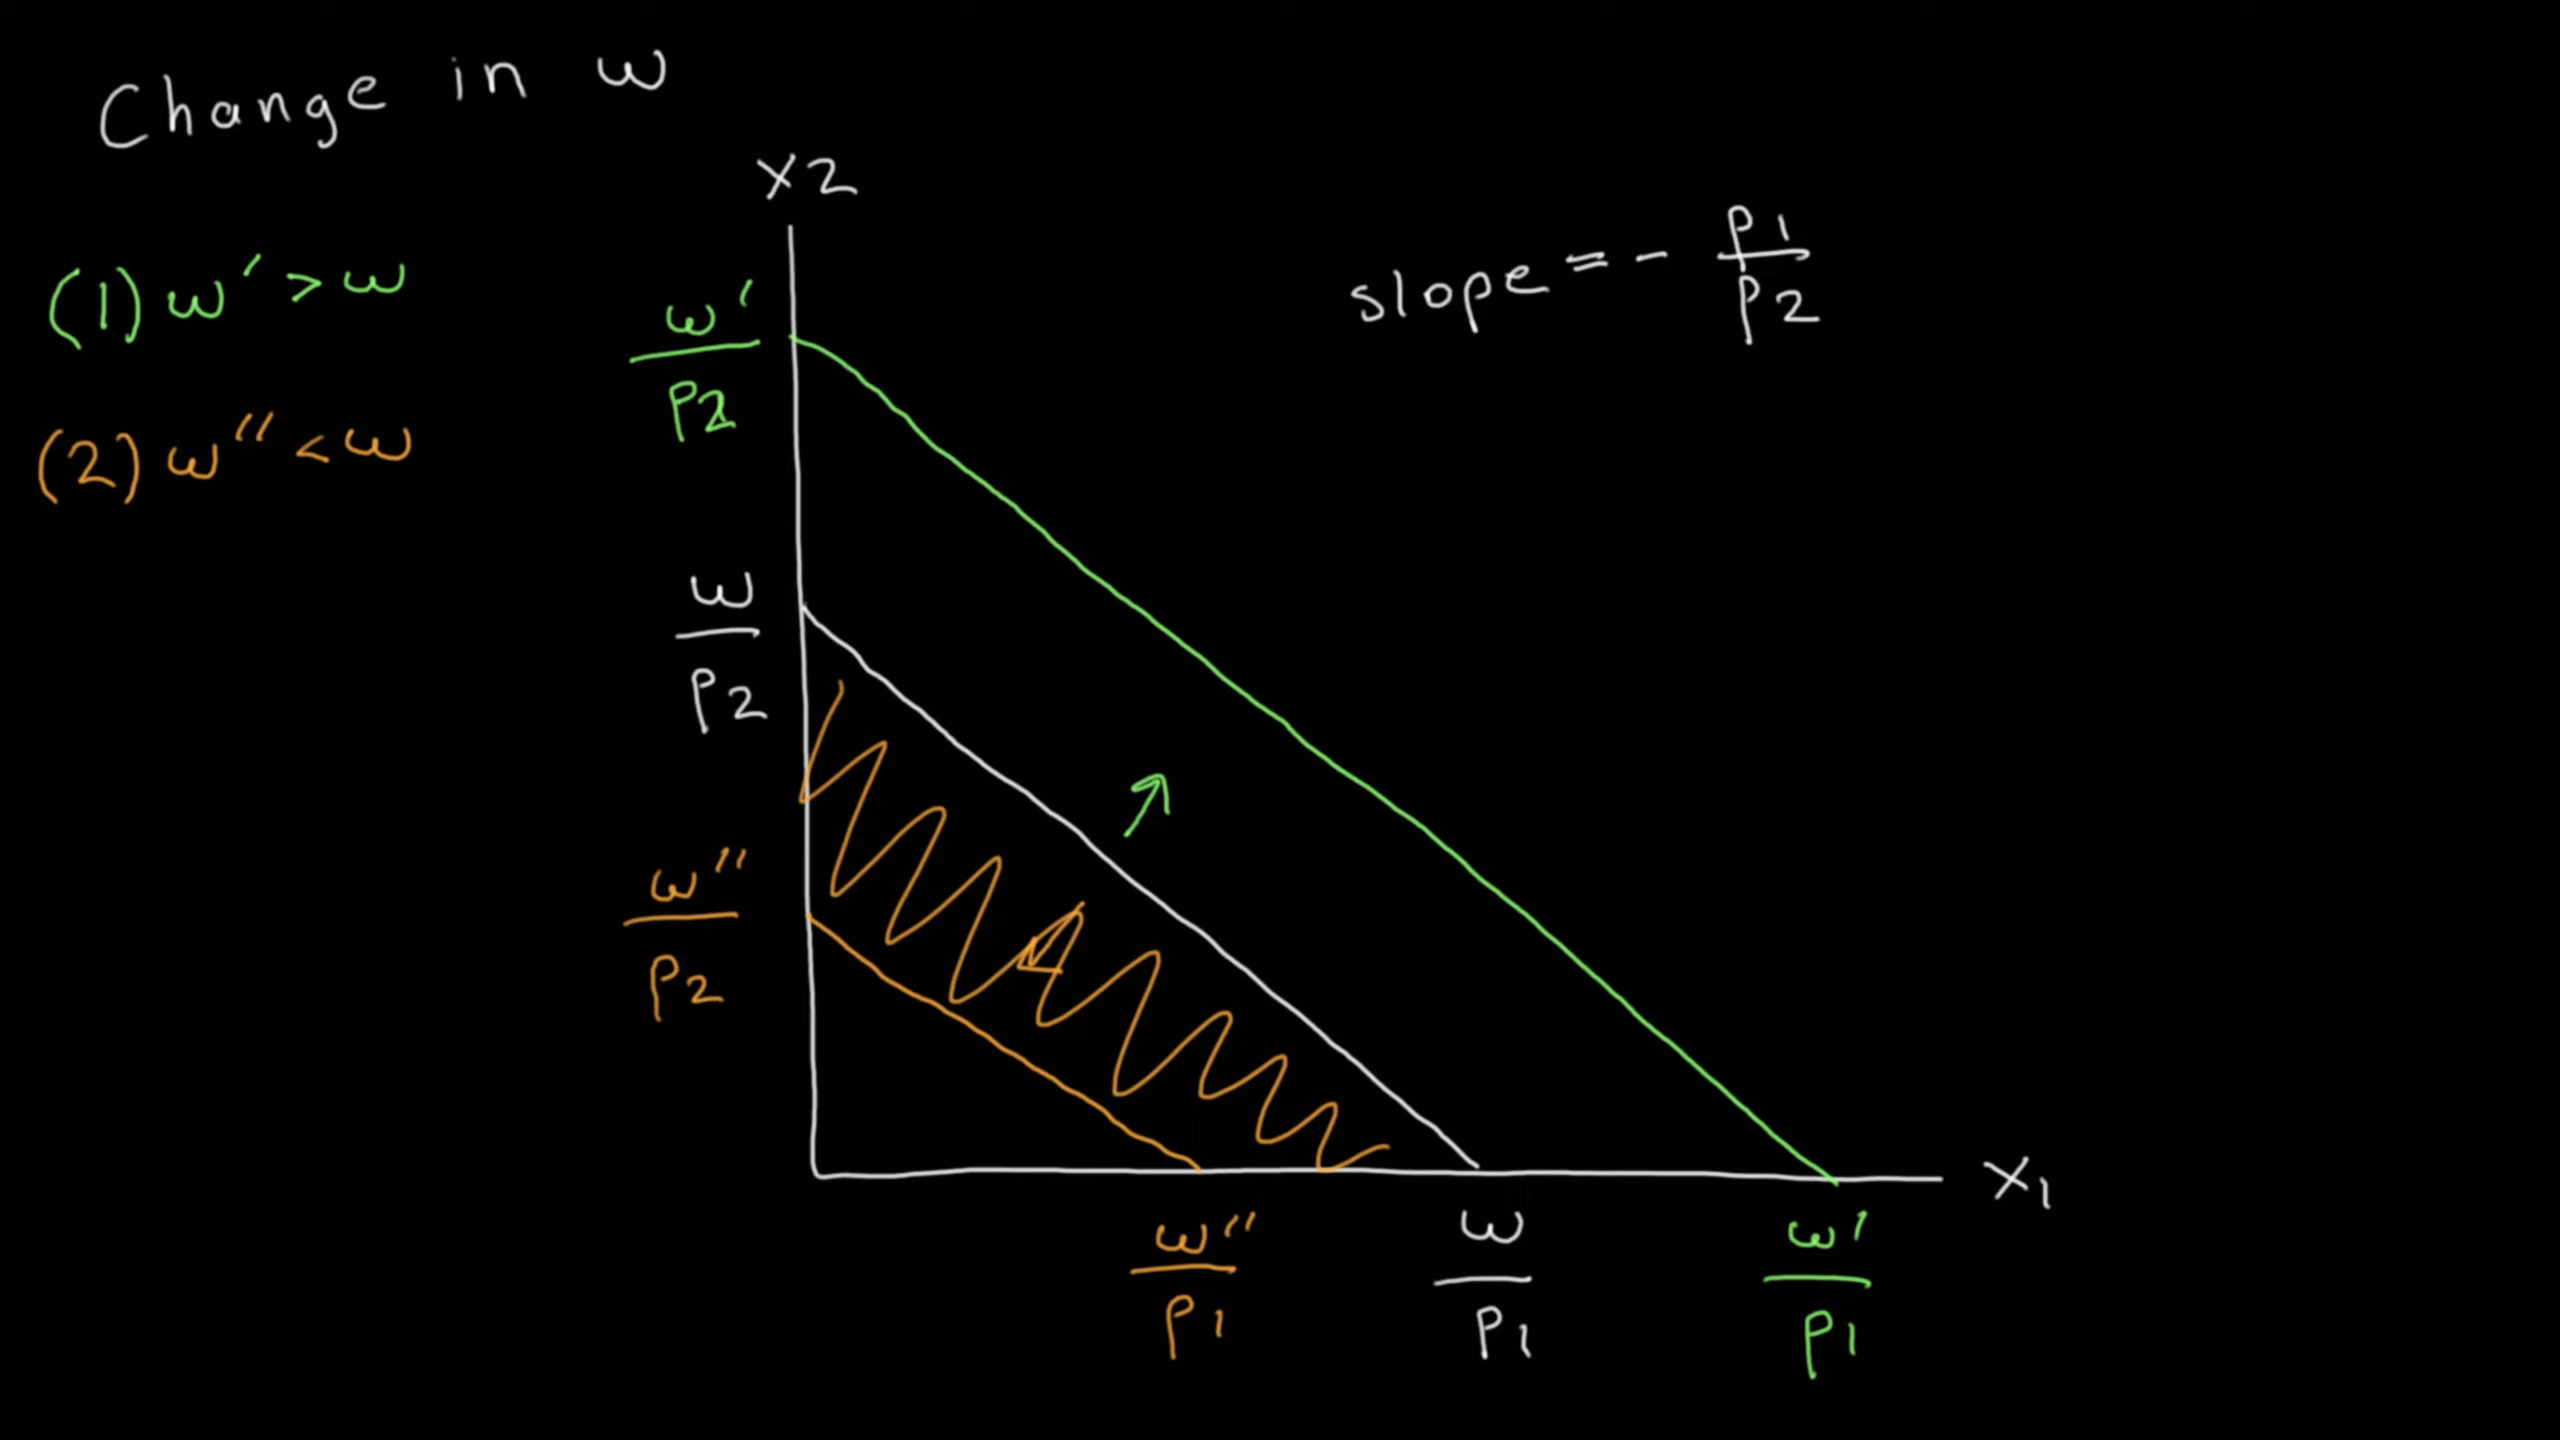 Change in ω
x2
slope = - p1/p2
(1) ω' > ω
ω'/p2
(2) ω'' < ω
ω/p2
ω''/p2
x1
ω''/p1
ω/p1
ω'/p1